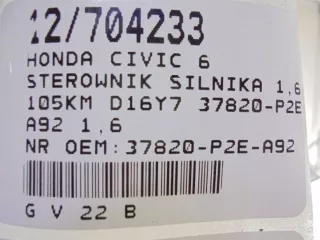 12/704233
HONDA CIVIC 6
STEROWNIK SILNIKA 1,6
105KM D16Y7 37820-P2E
A92 1,6
NR OEM:37820-P2E-A92
G V 22 B